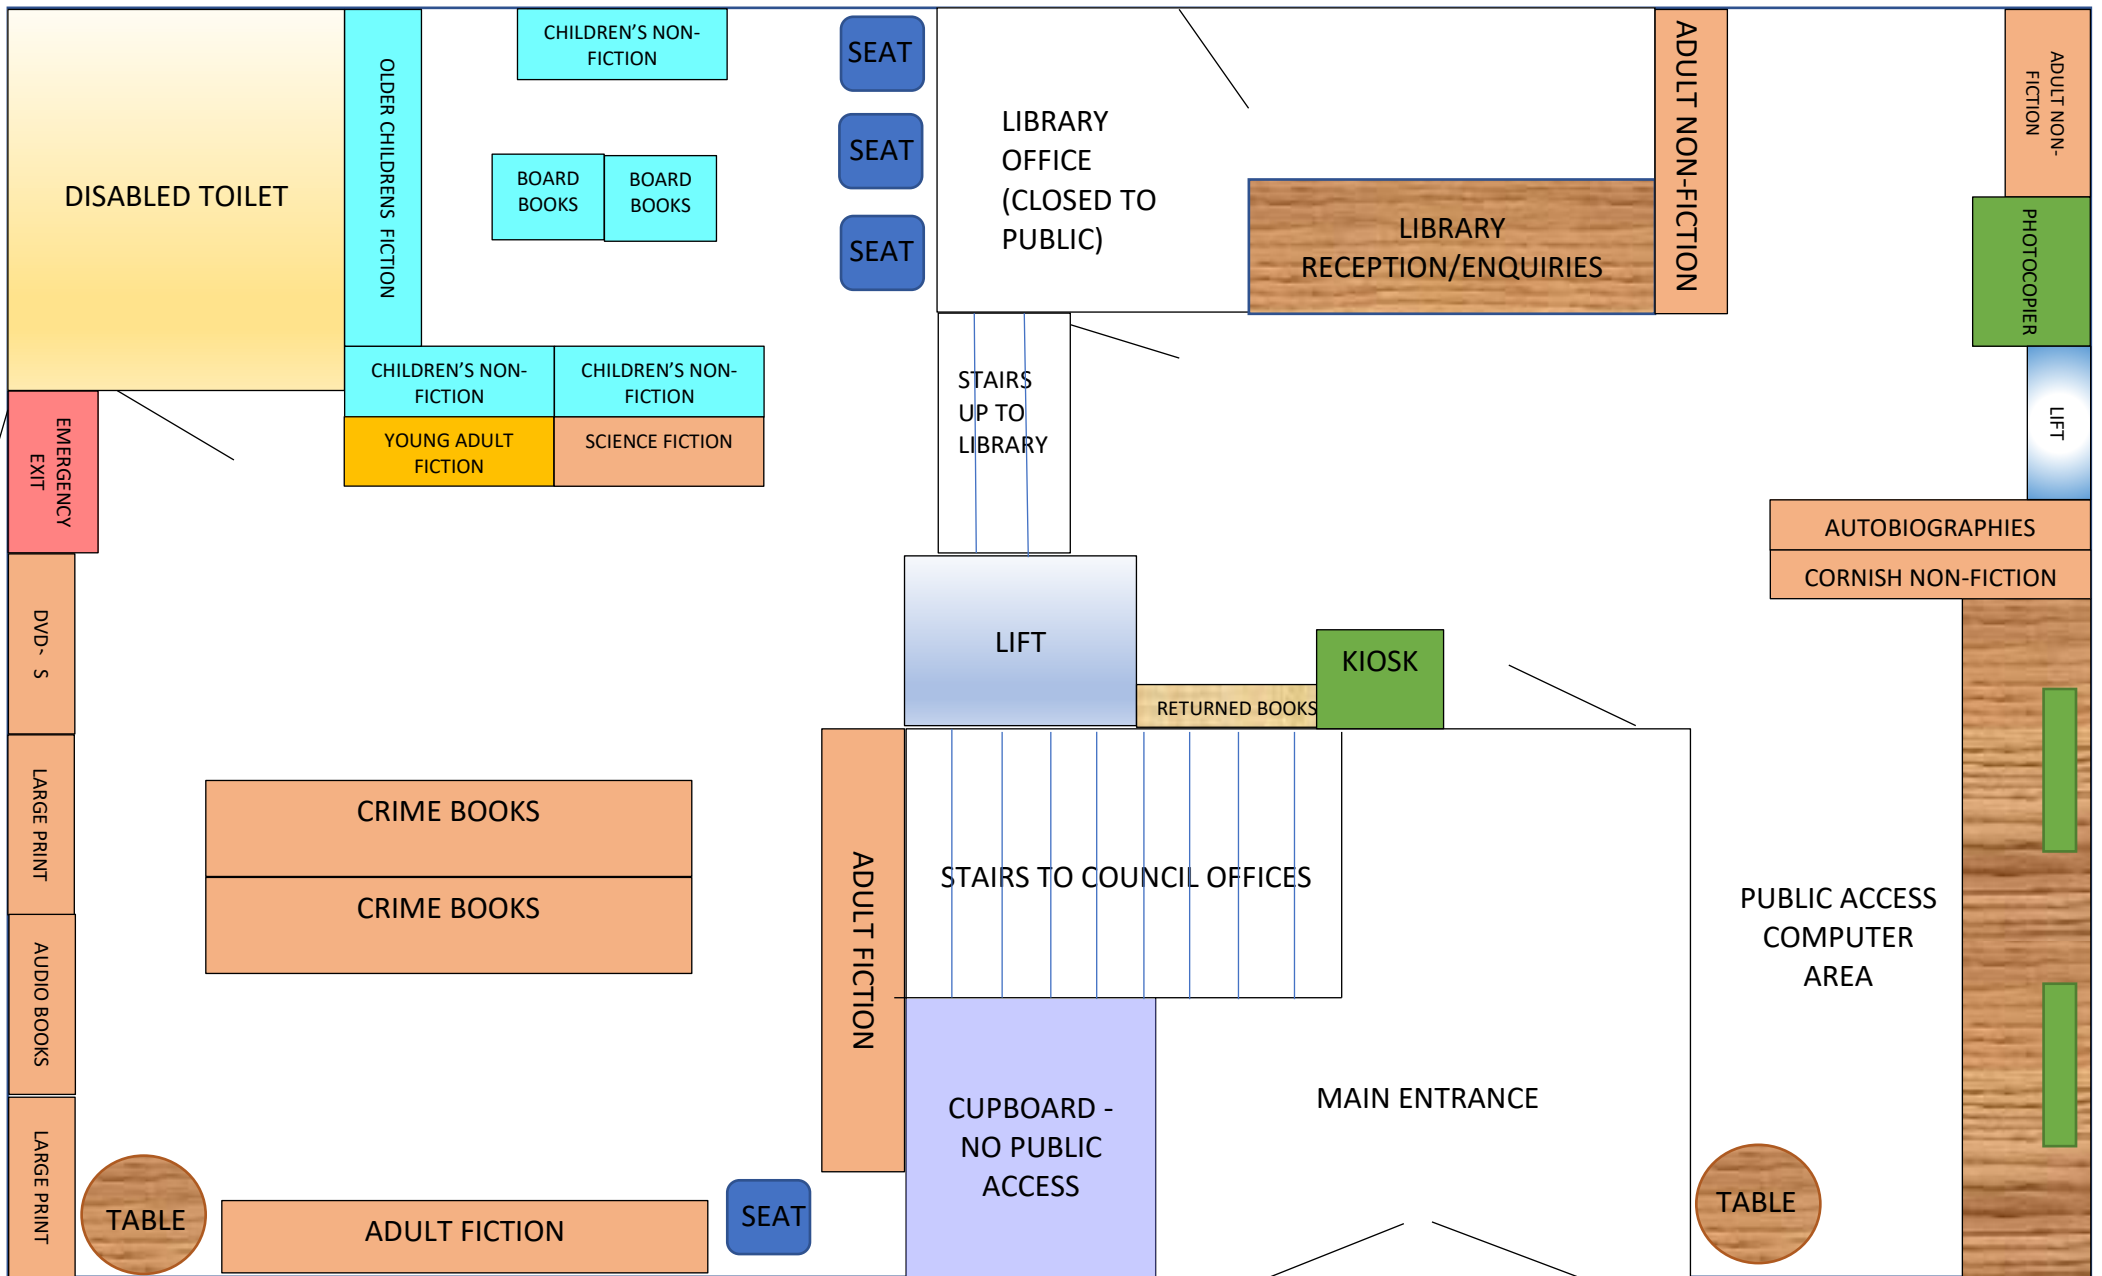 DISABLED TOILET
OLDER CHILDRENS  FICTION
CHILDREN'S NON-
FICTION
BOARD
BOOKS
BOARD
BOOKS
SEAT
SEAT
SEAT
LIBRARY
OFFICE
(CLOSED TO
PUBLIC)
LIBRARY
RECEPTION/ENQUIRIES
ADULT NON-FICTION
ADULT NON-
FICTION
PHOTOCOPIER
LIFT
CHILDREN'S NON-
FICTION
CHILDREN'S NON-
FICTION
YOUNG ADULT
FICTION
SCIENCE FICTION
EMERGENCY
EXIT
STAIRS
UP TO
LIBRARY
AUTOBIOGRAPHIES
CORNISH NON-FICTION
DVD~ S
LIFT
KIOSK
RETURNED BOOKS
LARGE PRINT
CRIME BOOKS
CRIME BOOKS
ADULT FICTION
STAIRS TO COUNCIL OFFICES
PUBLIC ACCESS
COMPUTER
AREA
AUDIO BOOKS
CUPBOARD -
NO PUBLIC
ACCESS
MAIN ENTRANCE
LARGE PRINT
TABLE
ADULT FICTION
SEAT
TABLE